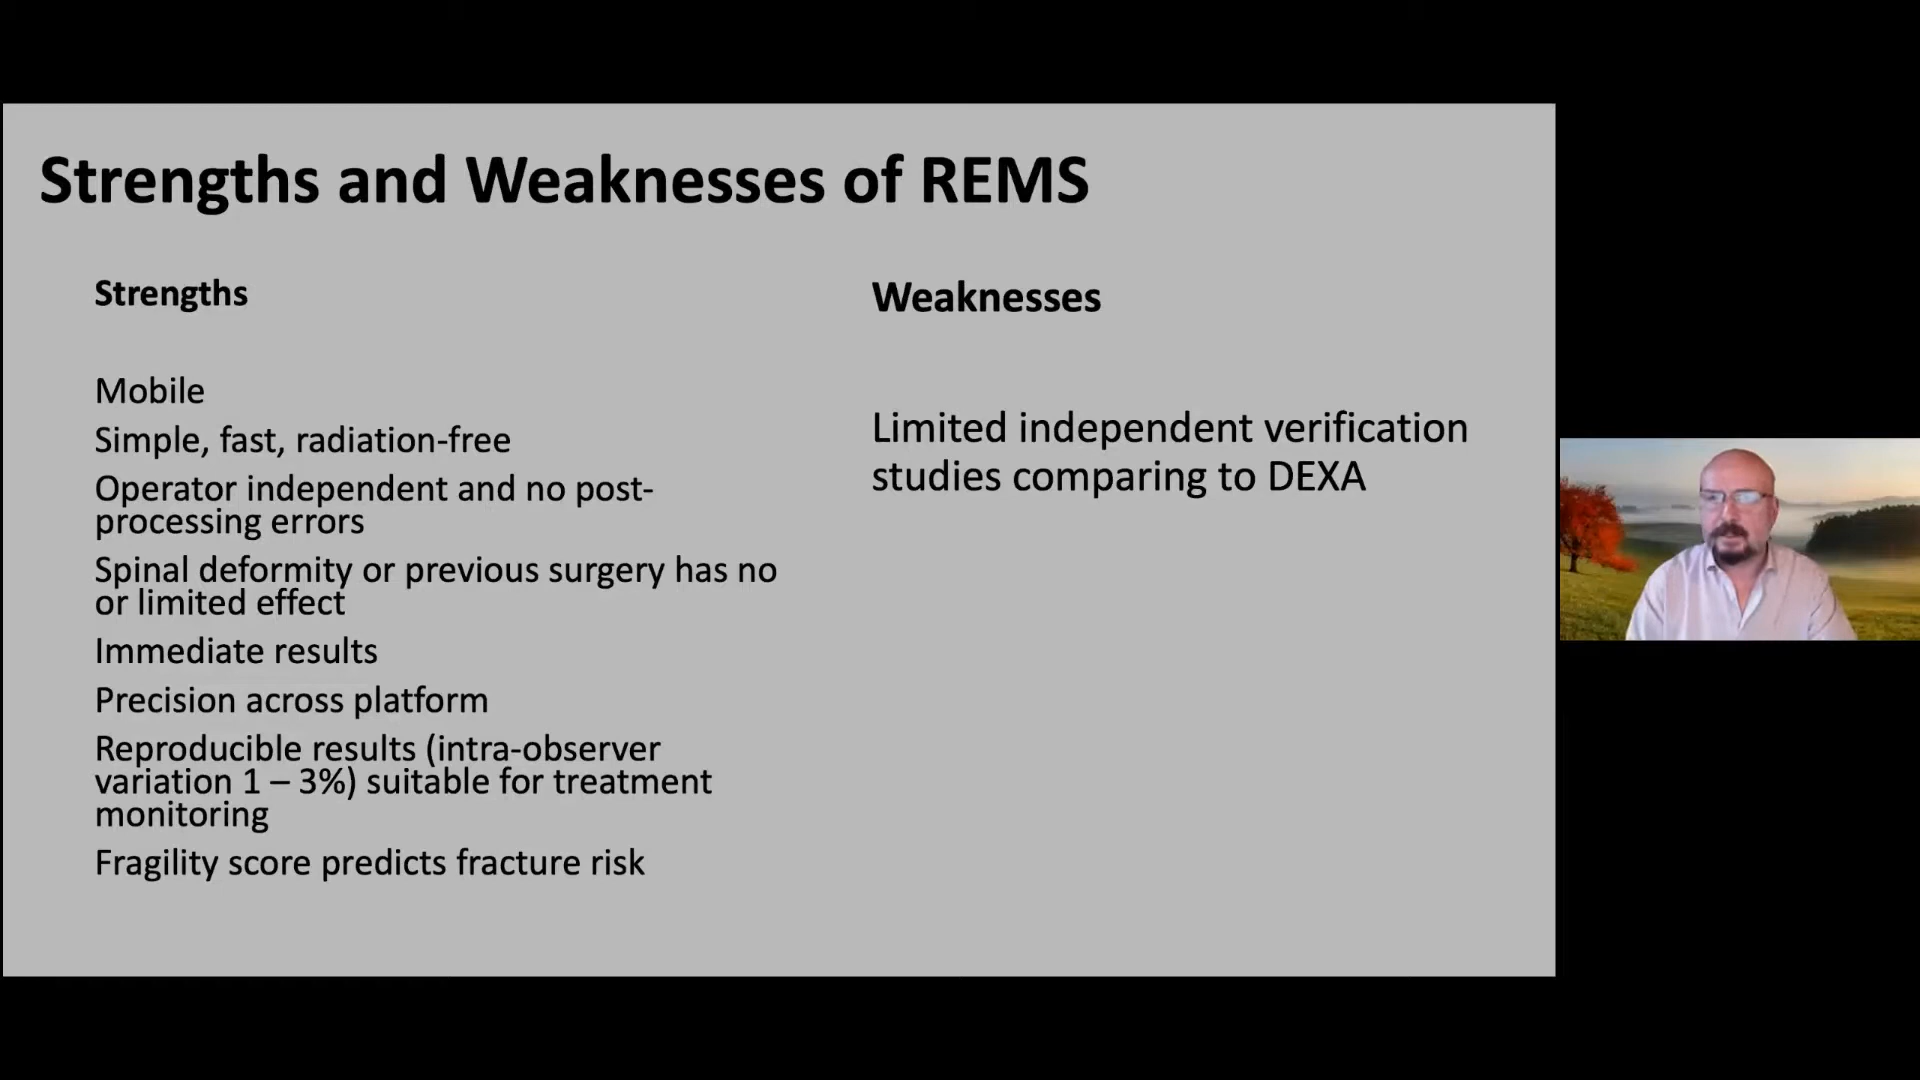 Strengths and Weaknesses of REMS
Strengths
Mobile
Simple, fast, radiation-free
Operator independent and no post-
processing errors
Spinal deformity or previous surgery has no
or limited effect
Immediate results
Precision across platform
Reproducible results (intra-observer
variation 1 – 3%) suitable for treatment
monitoring
Fragility score predicts fracture risk
Weaknesses
Limited independent verification
studies comparing to DEXA